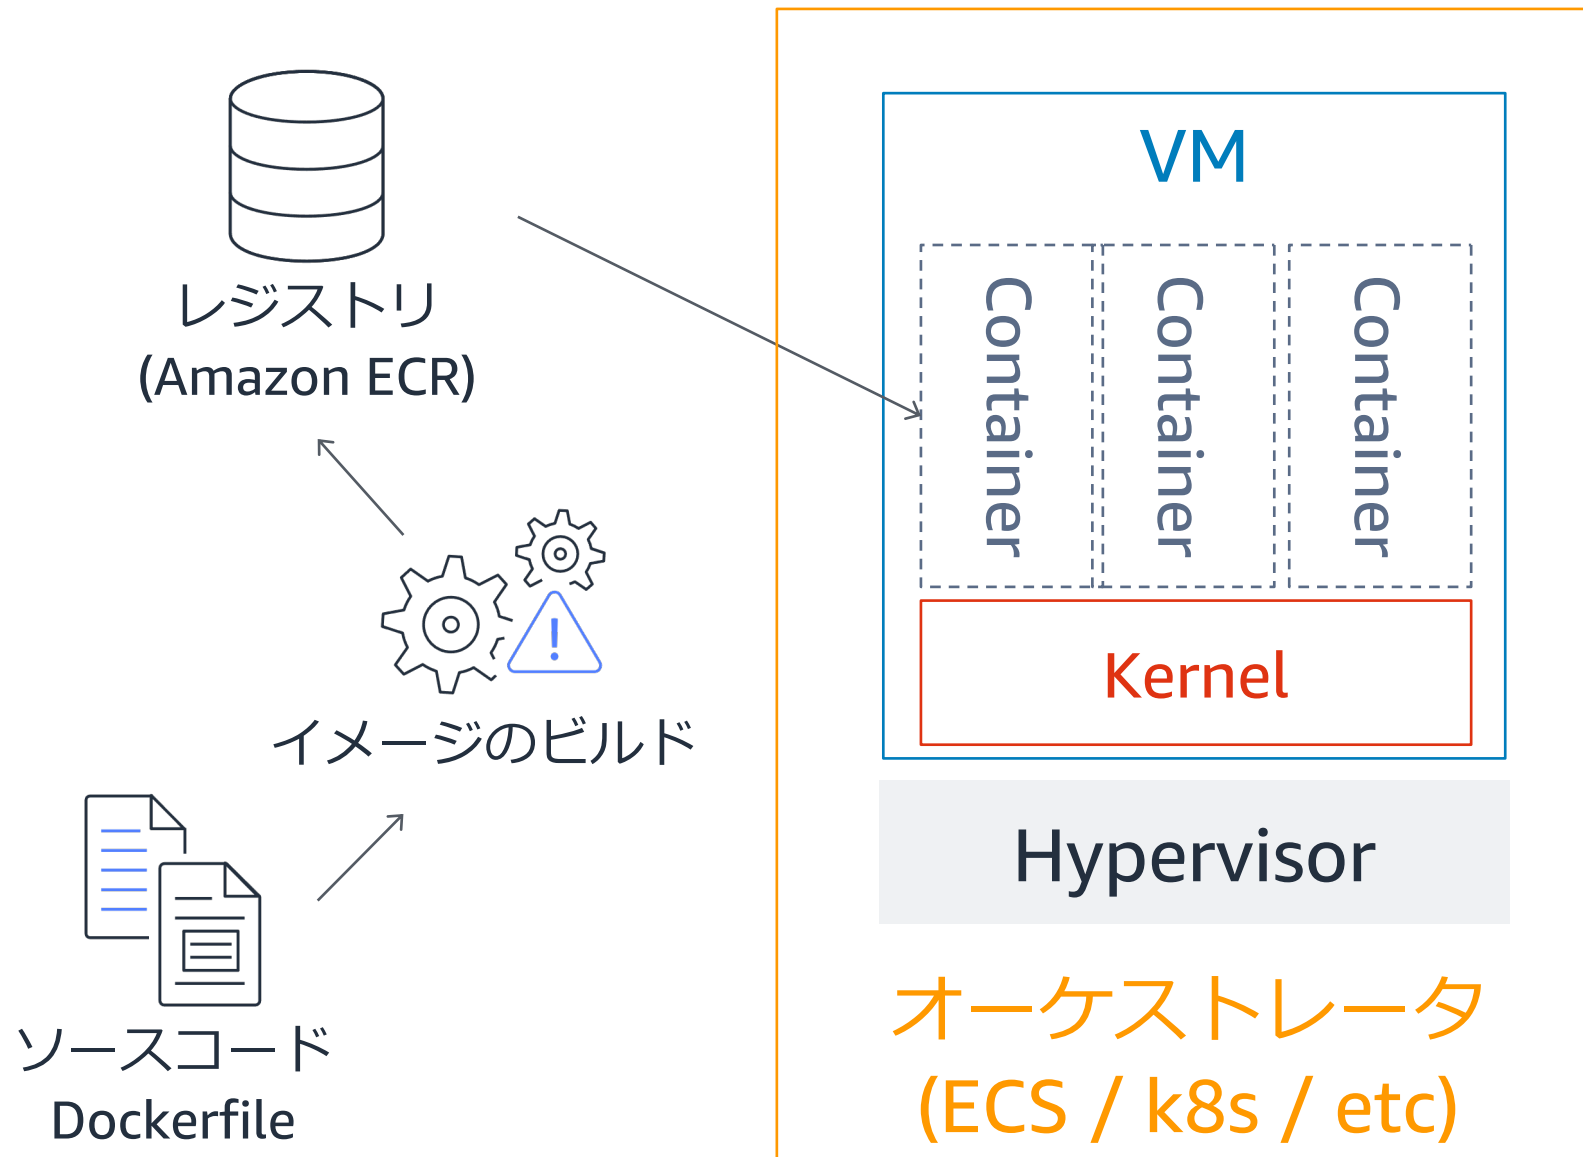 レジストリ
(Amazon ECR)
イメージのビルド
ソースコード
Dockerfile
VM
Container
Container
Container
Kernel
Hypervisor
オーケストレータ
(ECS / k8s / etc)